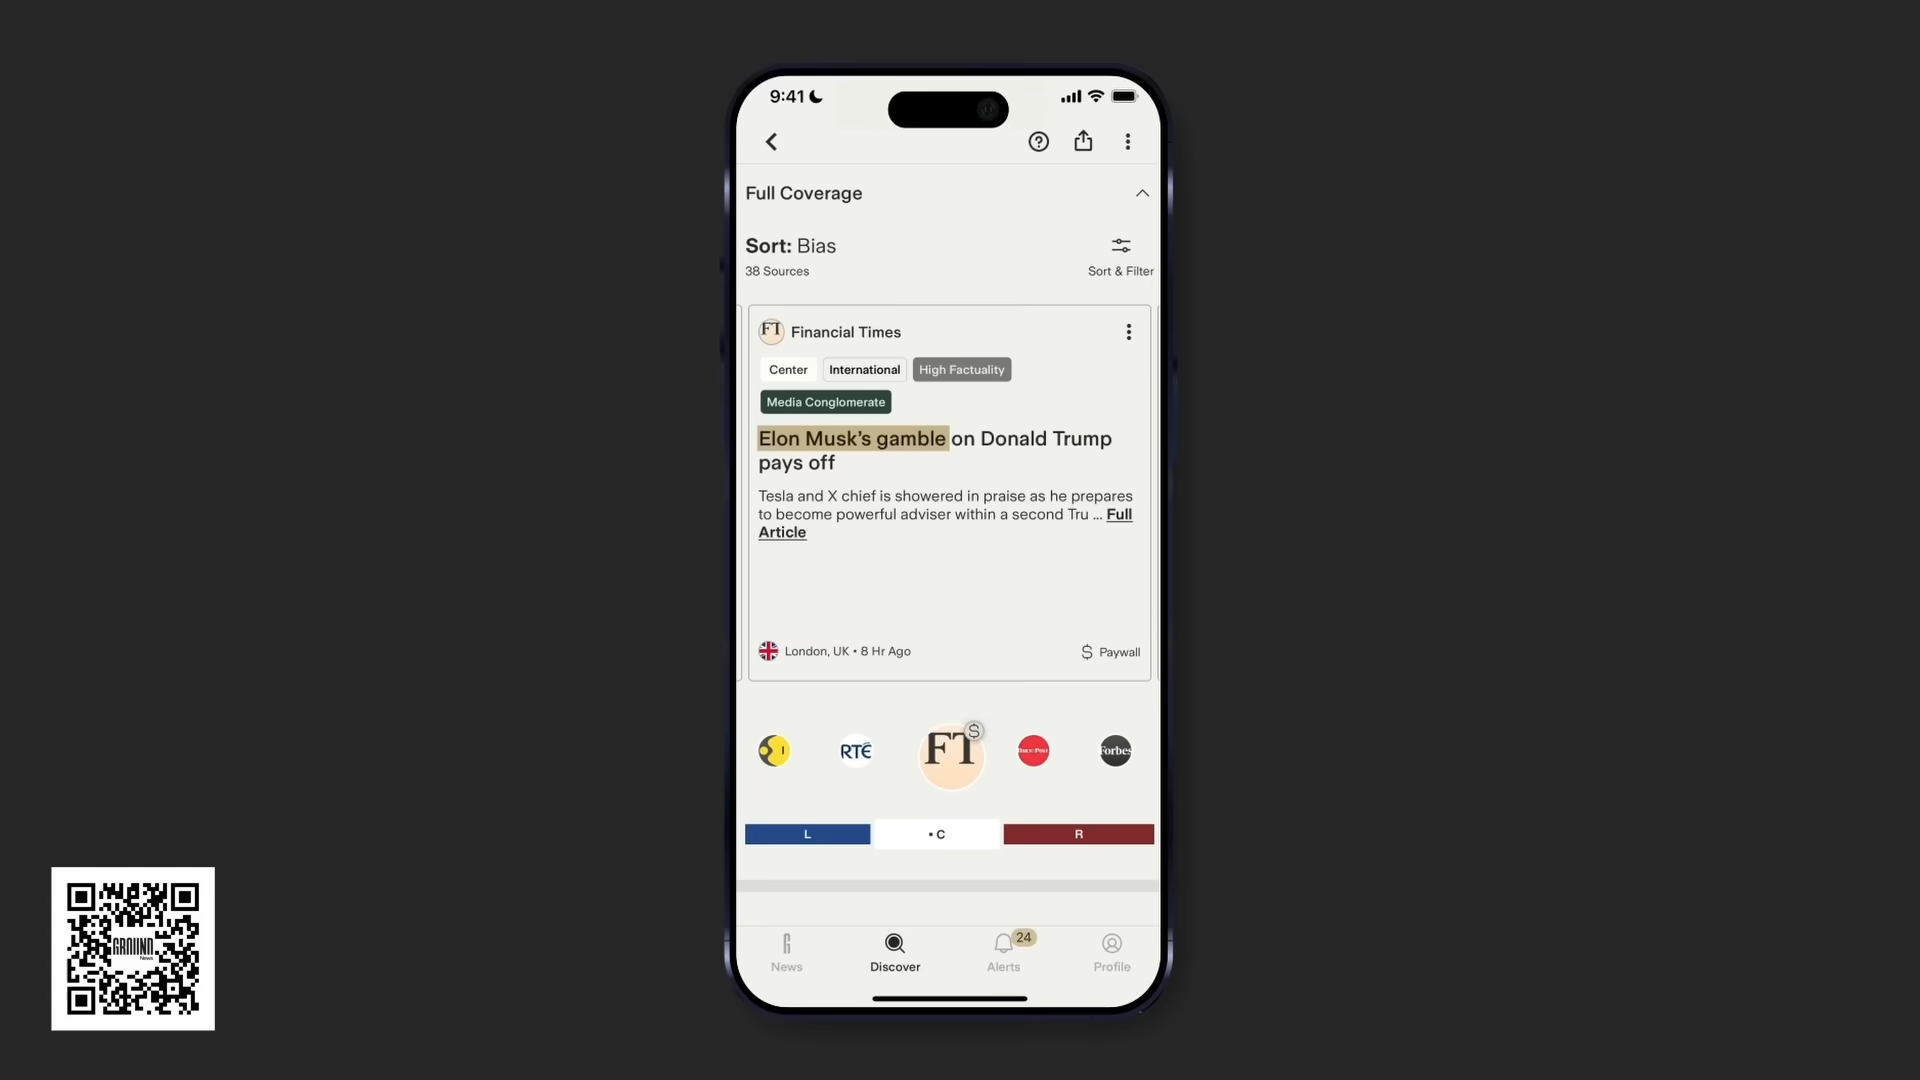 9:41
Full Coverage
Sort: Bias
38 Sources
Sort & Filter
FT Financial Times
Center
International
High Factuality
Media Conglomerate
Elon Musk’s gamble on Donald Trump
pays off
Tesla and X chief is showered in praise as he prepares
to become powerful adviser within a second Tru ... Full
Article
London, UK • 8 Hr Ago
$ Paywall
RTÉ
FT
$
Forbes
L
▪ C
R
GROUND
News
News
Discover
24
Alerts
Profile